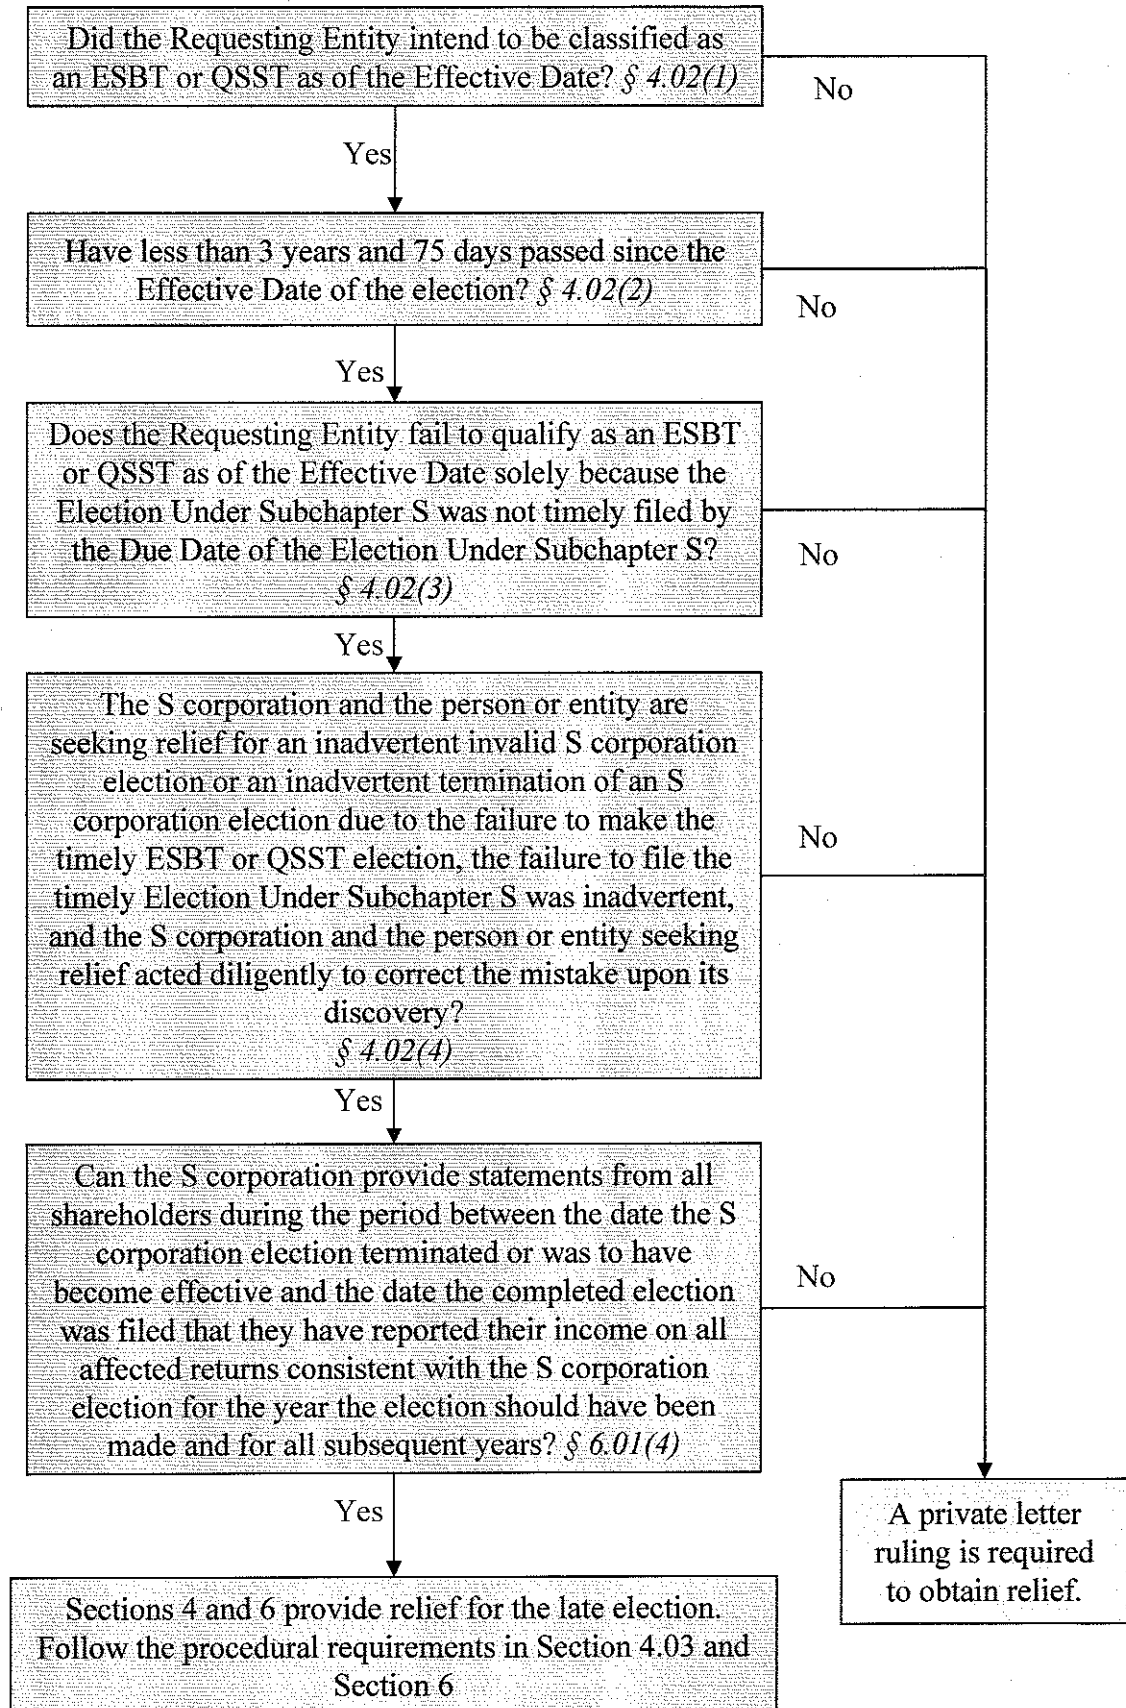 Did the Requesting Entity intend to be classified as
an ESBT or QSST as of the Effective Date? § 4.02(1)
No
Yes
Have less than 3 years and 75 days passed since the
Effective Date of the election? § 4.02(2)
No
Yes
Does the Requesting Entity fail to qualify as an ESBT
or QSST as of the Effective Date solely because the
Election Under Subchapter S was not timely filed by
the Due Date of the Election Under Subchapter S?
§ 4.02(3)
No
Yes
The S corporation and the person or entity are
seeking relief for an inadvertent invalid S corporation
election or an inadvertent termination of an S
corporation election due to the failure to make the
timely ESBT or QSST election, the failure to file the
timely Election Under Subchapter S was inadvertent,
and the S corporation and the person or entity seeking
relief acted diligently to correct the mistake upon its
discovery?
§ 4.02(4)
No
Yes
Can the S corporation provide statements from all
shareholders during the period between the date the S
corporation election terminated or was to have
become effective and the date the completed election
was filed that they have reported their income on all
affected returns consistent with the S corporation
election for the year the election should have been
made and for all subsequent years? § 6.01(4)
No
Yes
A private letter
ruling is required
to obtain relief.
Sections 4 and 6 provide relief for the late election.
Follow the procedural requirements in Section 4.03 and
Section 6